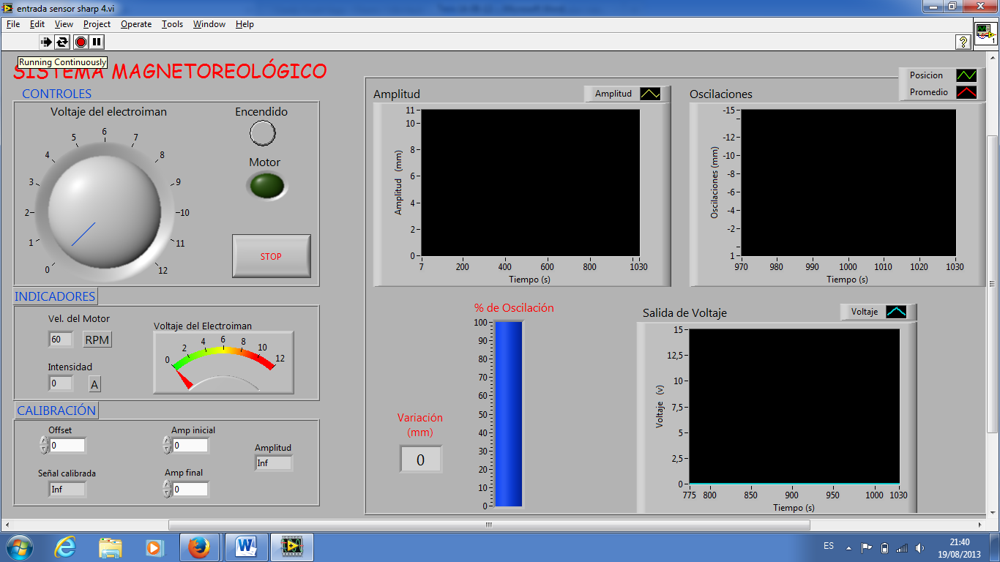 entrada sensor sharp 4.vi
File Edit View Project Operate Tools Window Help
1
Running Continuously
SISTEMA MAGNETOREOLÓGICO
CONTROLES
Voltaje del electroiman
0 1 2 3 4 5 6 7 8 9 10 11 12
Encendido
Motor
STOP
INDICADORES
Vel. del Motor
60 RPM
Intensidad
0 A
Voltaje del Electroiman
0 2 4 6 8 10 12
CALIBRACIÓN
Offset
0
Señal calibrada
Inf
Amp inicial
0
Amp final
0
Amplitud
Inf
Amplitud
Amplitud
Amplitud (mm)
11
10
8
6
4
2
0
7 200 400 600 800 1030
Tiempo (s)
Oscilaciones
Posicion
Promedio
Oscilaciones (mm)
-15
-12
-10
-8
-6
-4
-2
1
970 980 990 1000 1010 1020 1030
Tiempo (s)
% de Oscilación
100
90
80
70
60
50
40
30
20
10
0
Variación
(mm)
0
Salida de Voltaje
Voltaje
Voltaje (v)
15
12,5
10
7,5
5
2,5
0
775 800 850 900 950 1000 1030
Tiempo (s)
ES
21:40
19/08/2013